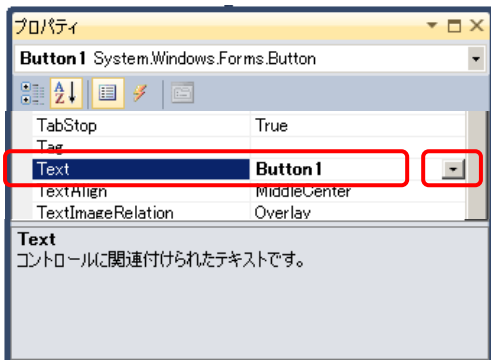 プロパティ
Button1 System.Windows.Forms.Button
TabStop True
Tag
Text Button1
TextAlign MiddleCenter
TextImageRelation Overlay
Text
コントロールに関連付けられたテキストです。